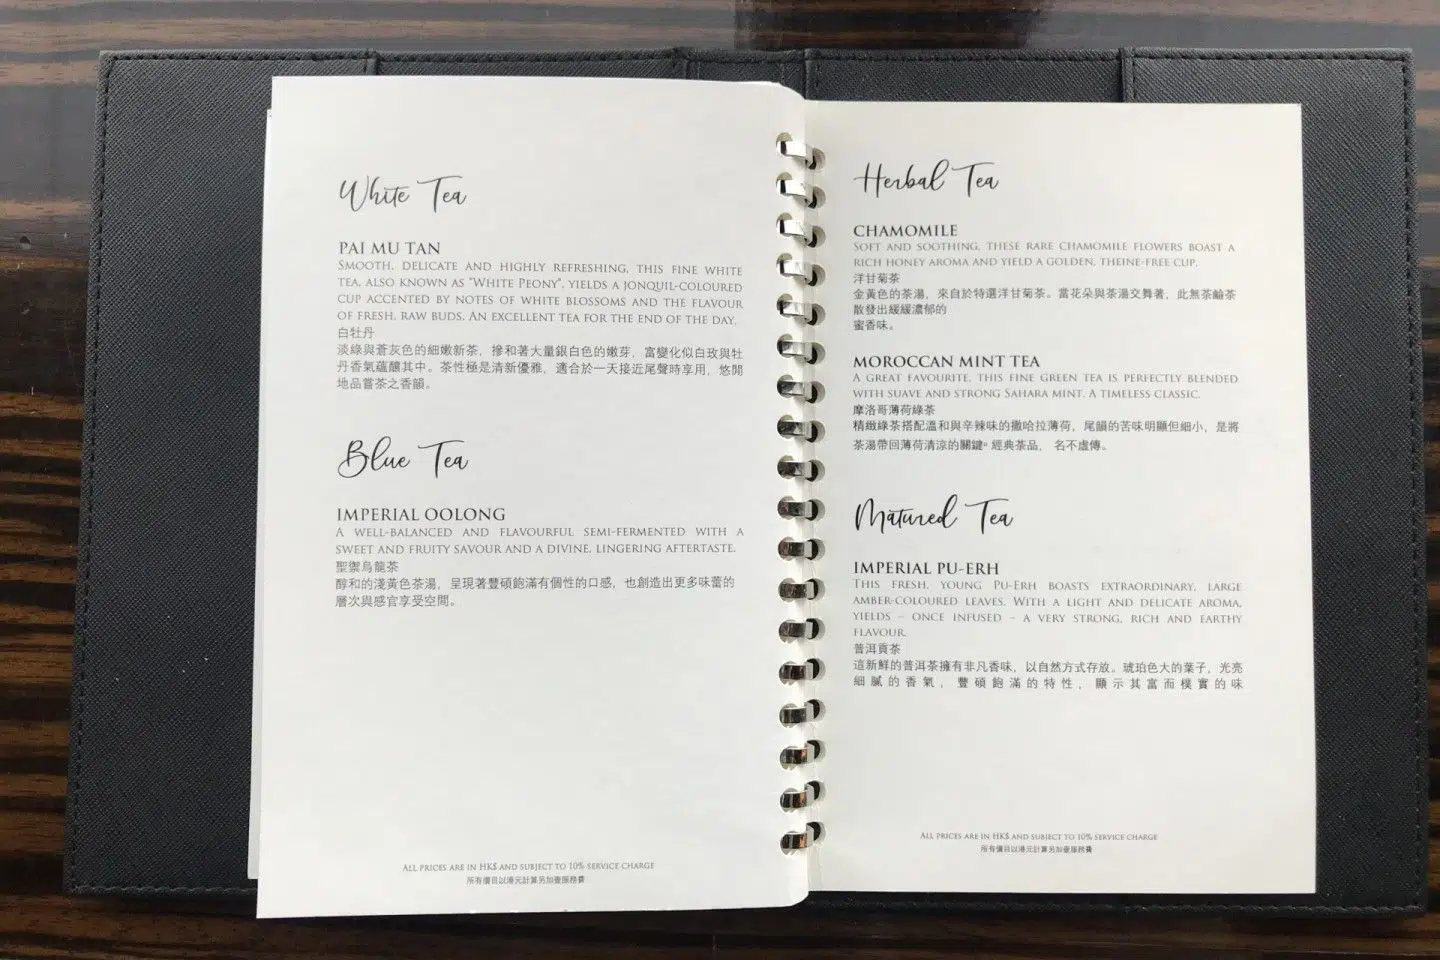 White Tea
PAI MU TAN
SMOOTH, DELICATE AND HIGHLY REFRESHING, THIS FINE WHITE
TEA, ALSO KNOWN AS "WHITE PEONY", YIELDS A JONQUIL-COLOURED
CUP ACCENTED BY NOTES OF WHITE BLOSSOMS AND THE FLAVOUR
OF FRESH, RAW BUDS. AN EXCELLENT TEA FOR THE END OF THE DAY.
白牡丹
淡綠與蒼灰色的細嫩新茶，摻和著大量銀白色的嫩芽，富變化似白玫與牡
丹香氣蘊釀其中。茶性極是清新優雅，適合於一天接近尾聲時享用，悠閒
地品嘗茶之香韻。
Blue Tea
IMPERIAL OOLONG
A WELL-BALANCED AND FLAVOURFUL SEMI-FERMENTED WITH A
SWEET AND FRUITY SAVOUR AND A DIVINE, LINGERING AFTERTASTE.
聖禦烏龍茶
醇和的淺黃色茶湯，呈現著豐碩飽滿有個性的口感，也創造出更多味蕾的
層次與感官享受空間。
ALL PRICES ARE IN HK$ AND SUBJECT TO 10% SERVICE CHARGE
所有價目以港元計算另加壹服務費
Herbal Tea
CHAMOMILE
SOFT AND SOOTHING, THESE RARE CHAMOMILE FLOWERS BOAST A
RICH HONEY AROMA AND YIELD A GOLDEN, THEINE-FREE CUP.
洋甘菊茶
金黃色的茶湯，來自於特選洋甘菊茶。當花朵與茶湯交舞著，此無茶鹼茶
散發出緩緩濃郁的
蜜香味。
MOROCCAN MINT TEA
A GREAT FAVOURITE, THIS FINE GREEN TEA IS PERFECTLY BLENDED
WITH SUAVE AND STRONG SAHARA MINT. A TIMELESS CLASSIC.
摩洛哥薄荷綠茶
精緻綠茶搭配溫和與辛辣味的撒哈拉薄荷，尾韻的苦味明顯但細小，是將
茶湯帶回薄荷清涼的關鍵。經典茶品， 名不虛傳。
Matured Tea
IMPERIAL PU-ERH
THIS FRESH, YOUNG PU-ERH BOASTS EXTRAORDINARY, LARGE
AMBER-COLOURED LEAVES. WITH A LIGHT AND DELICATE AROMA,
YIELDS – ONCE INFUSED – A VERY STRONG, RICH AND EARTHY
FLAVOUR.
普洱貢茶
這新鮮的普洱茶擁有非凡香味，以自然方式存放。琥珀色大的葉子，光亮
細膩的香氣，豐碩飽滿的特性，顯示其富而樸實的味
ALL PRICES ARE IN HK$ AND SUBJECT TO 10% SERVICE CHARGE
所有價目以港元計算另加壹服務費